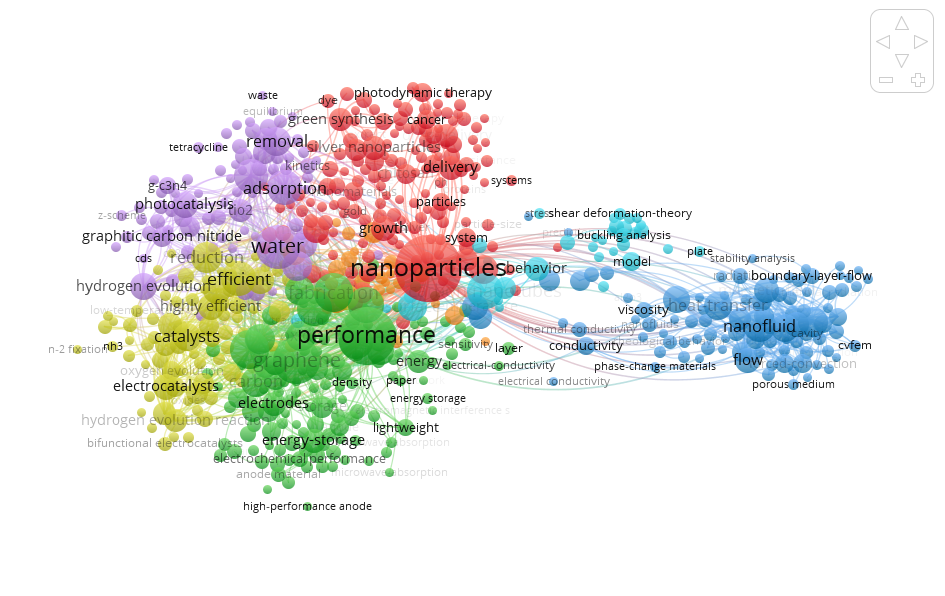 photodynamic therapy
waste
dye
equilibrium
green synthesis
cancer
removal
silver nanoparticles
tetracycline
kinetics
delivery
systems
g-c3n4
adsorption
photocatalysis
particles
tio2
gold
z-scheme
stress
shear deformation-theory
growth
graphitic carbon nitride
system
buckling analysis
water
plate
reduction
cds
stability analysis
model
nanoparticles
behavior
efficient
boundary-layer-flow
hydrogen evolution
fabrication
highly efficient
heat-transfer
viscosity
nanofluid
thermal conductivity
nanofluids
cavity
performance
catalysts
n-2 fixation
nh3
sensitivity
layer
conductivity
cvfem
graphene
energy
flow
electrical-conductivity
phase-change materials
oxygen evolution
carbon
density
paper
electrical conductivity
porous medium
electrocatalysts
electrodes
energy storage
hydrogen evolution reaction
lightweight
bifunctional electrocatalysts
energy-storage
electrochemical performance
anode material
microwave-absorption
high-performance anode